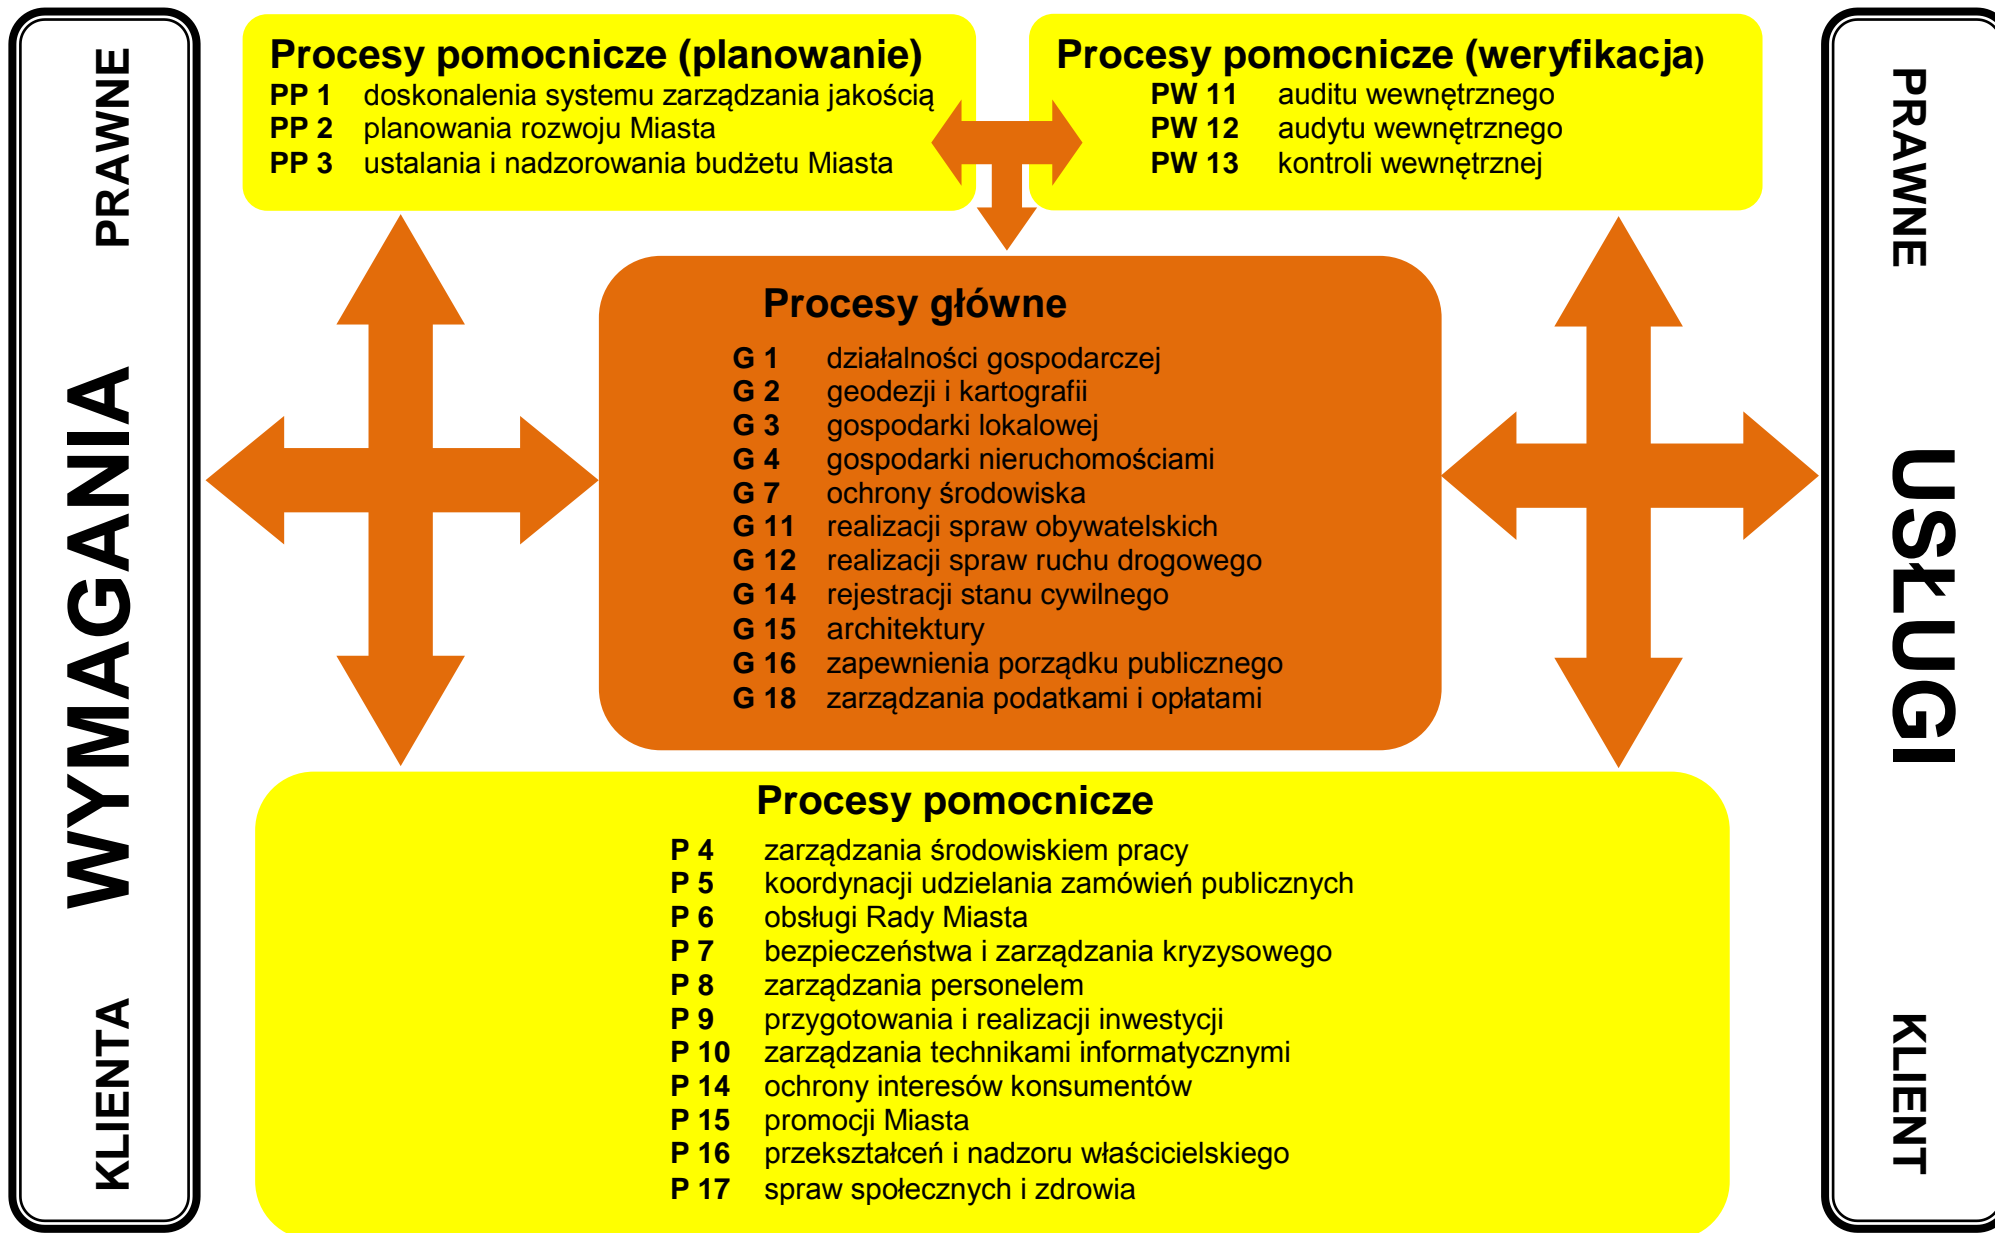 PRAWNE
WYMAGANIA
KLIENTA
Procesy pomocnicze (planowanie)
PP 1 doskonalenia systemu zarządzania jakością
PP 2 planowania rozwoju Miasta
PP 3 ustalania i nadzorowania budżetu Miasta
Procesy pomocnicze (weryfikacja)
PW 11 auditu wewnętrznego
PW 12 audytu wewnętrznego
PW 13 kontroli wewnętrznej
Procesy główne
G 1 działalności gospodarczej
G 2 geodezji i kartografii
G 3 gospodarki lokalowej
G 4 gospodarki nieruchomościami
G 7 ochrony środowiska
G 11 realizacji spraw obywatelskich
G 12 realizacji spraw ruchu drogowego
G 14 rejestracji stanu cywilnego
G 15 architektury
G 16 zapewnienia porządku publicznego
G 18 zarządzania podatkami i opłatami
Procesy pomocnicze
P 4 zarządzania środowiskiem pracy
P 5 koordynacji udzielania zamówień publicznych
P 6 obsługi Rady Miasta
P 7 bezpieczeństwa i zarządzania kryzysowego
P 8 zarządzania personelem
P 9 przygotowania i realizacji inwestycji
P 10 zarządzania technikami informatycznymi
P 14 ochrony interesów konsumentów
P 15 promocji Miasta
P 16 przekształceń i nadzoru właścicielskiego
P 17 spraw społecznych i zdrowia
PRAWNE
USŁUGI
KLIENT